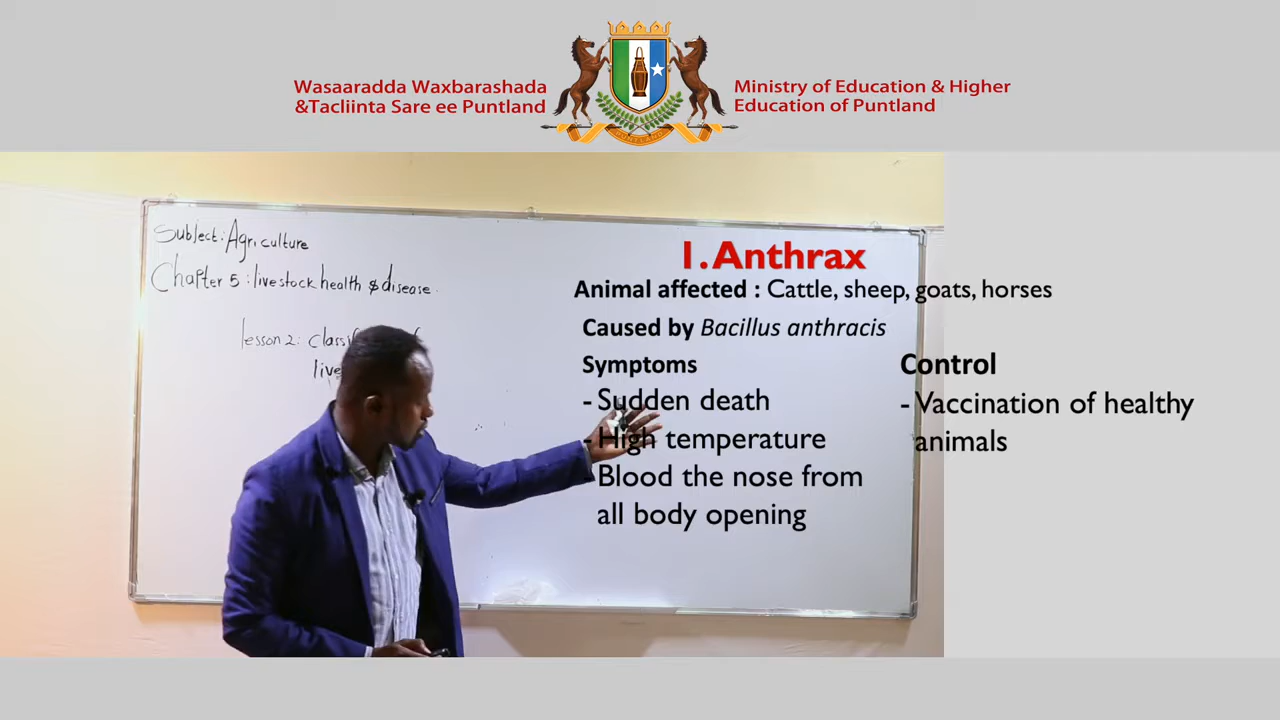 Wasaaradda Waxbarashada
&Tacliinta Sare ee Puntland
Ministry of Education & Higher
Education of Puntland
Sublect: Agriculture
Chapter 5: livestock health & disease.
lesson 2:
1. Anthrax
Animal affected : Cattle, sheep, goats, horses
Caused by Bacillus anthracis
Symptoms
- Sudden death
- High temperature
- Blood the nose from
all body opening
Control
- Vaccination of healthy
animals